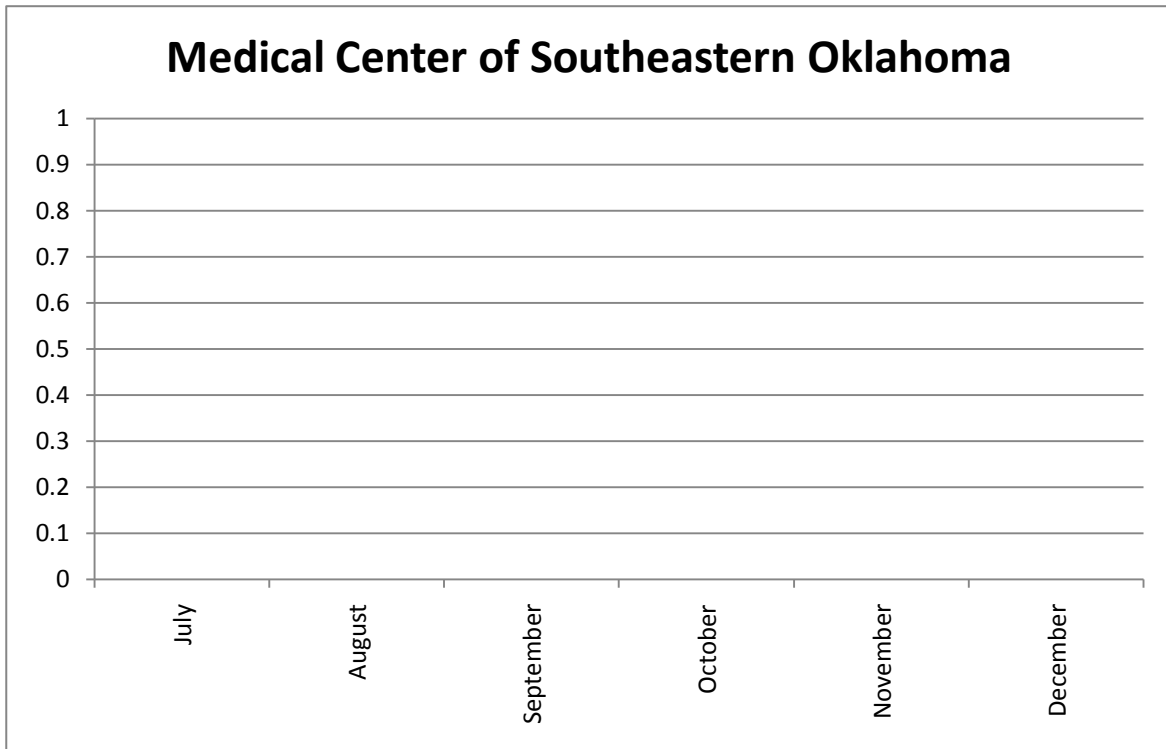 Medical Center of Southeastern Oklahoma
1
0.9
0.8
0.7
0.6
0.5
0.4
0.3
0.2
0.1
0
July
August
September
October
November
December